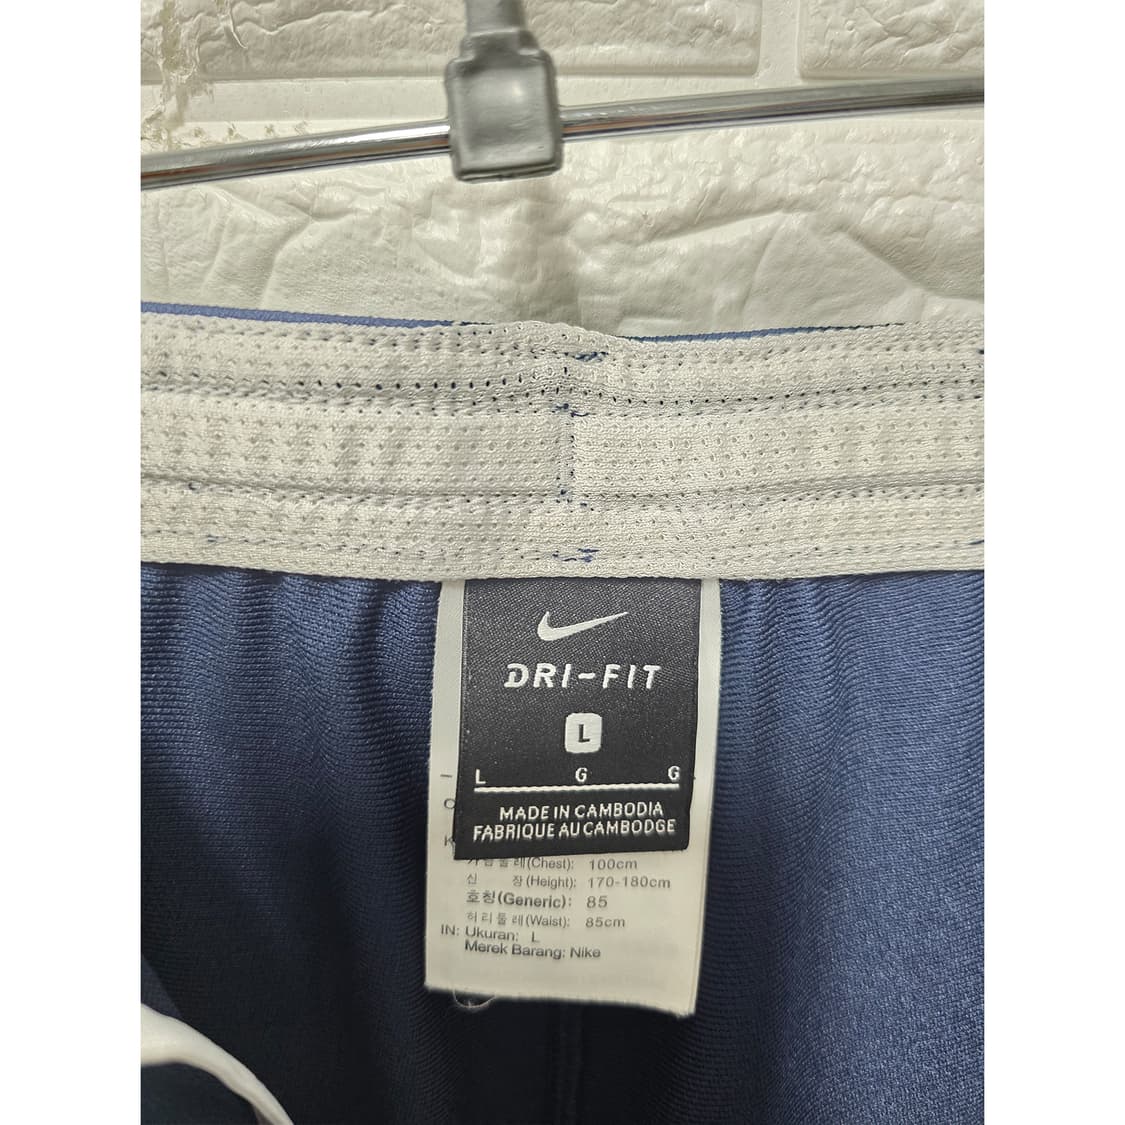 DRI-FIT
L
L G G
MADE IN CAMBODIA
FABRIQUE AU CAMBODGE
가슴둘레(Chest): 100cm
신 장(Height): 170-180cm
호칭(Generic): 85
허리둘레(Waist): 85cm
IN: Ukuran: L
Merek Barang: Nike